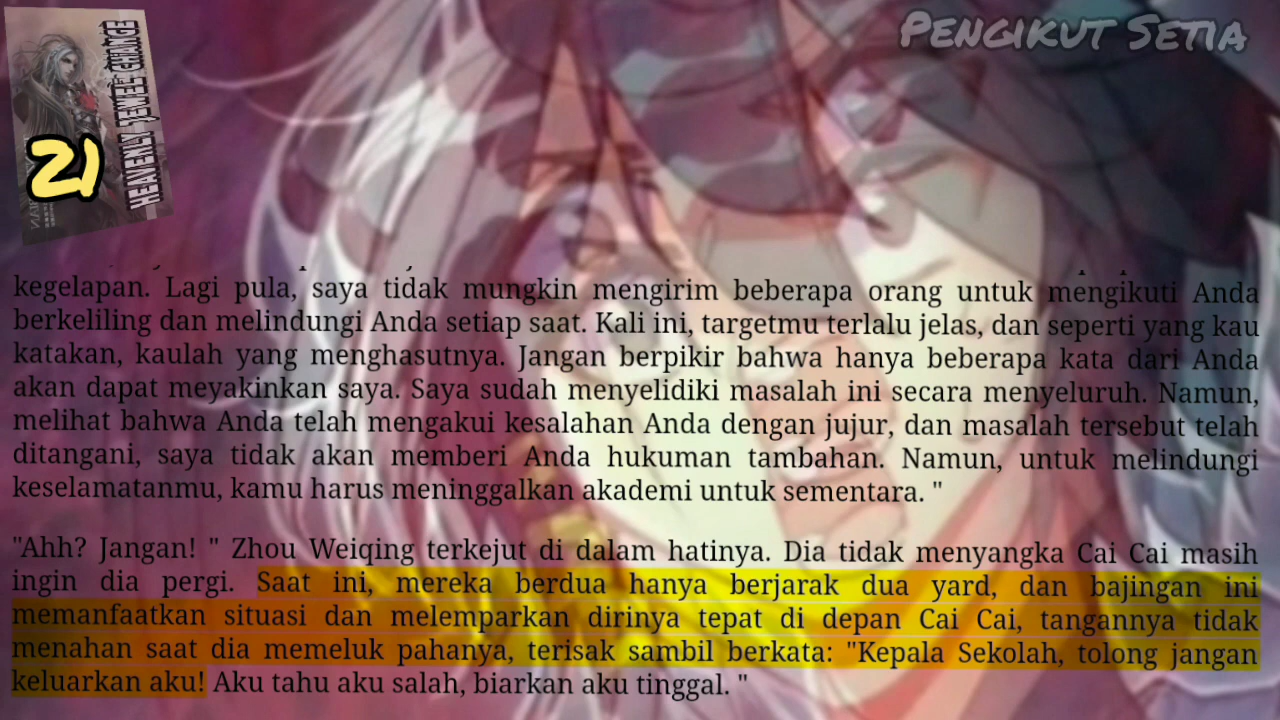 HEAVENLY JEWEL CHANGE
21
Pengikut Setia
kegelapan. Lagi pula, saya tidak mungkin mengirim beberapa orang untuk mengikuti Anda
berkeliling dan melindungi Anda setiap saat. Kali ini, targetmu terlalu jelas, dan seperti yang kau
katakan, kaulah yang menghasutnya. Jangan berpikir bahwa hanya beberapa kata dari Anda
akan dapat meyakinkan saya. Saya sudah menyelidiki masalah ini secara menyeluruh. Namun,
melihat bahwa Anda telah mengakui kesalahan Anda dengan jujur, dan masalah tersebut telah
ditangani, saya tidak akan memberi Anda hukuman tambahan. Namun, untuk melindungi
keselamatanmu, kamu harus meninggalkan akademi untuk sementara. "
"Ahh? Jangan! " Zhou Weiqing terkejut di dalam hatinya. Dia tidak menyangka Cai Cai masih
ingin dia pergi. Saat ini, mereka berdua hanya berjarak dua yard, dan bajingan ini
memanfaatkan situasi dan melemparkan dirinya tepat di depan Cai Cai, tangannya tidak
menahan saat dia memeluk pahanya, terisak sambil berkata: "Kepala Sekolah, tolong jangan
keluarkan aku! Aku tahu aku salah, biarkan aku tinggal. "